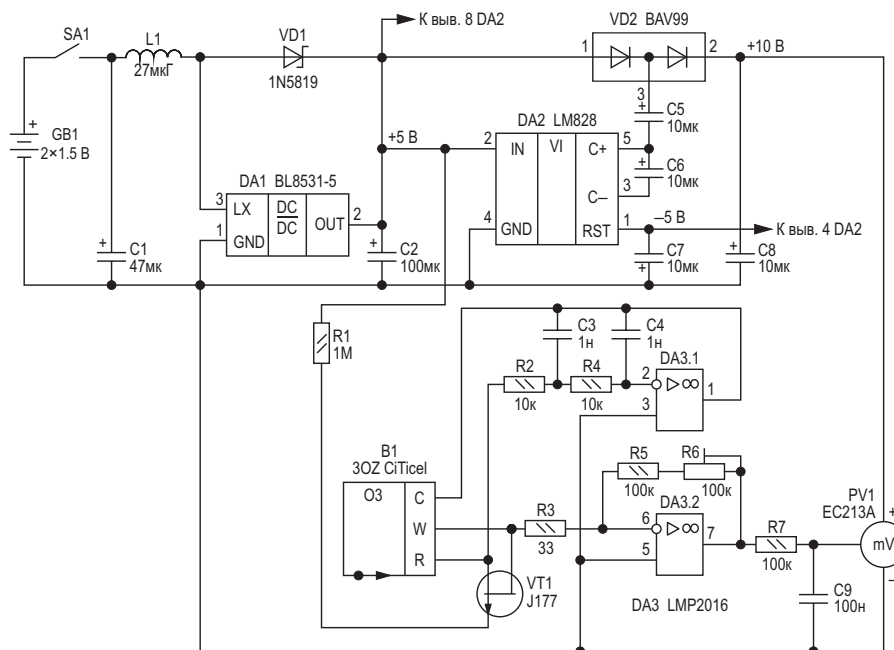 SA1
L1
27мкГ
VD1
1N5819
К выв. 8 DA2
VD2 BAV99
1
2
3
+10 В
GB1
2×1.5 В
+
+5 В
DA2 LM828
2
IN
VI
C+
5
C–
3
4
GND
RST
1
+
C5
10мк
+
C6
10мк
–5 В
К выв. 4 DA2
DA1 BL8531-5
3
LX
DC
DC
OUT
2
1
GND
+
C1
47мк
+
C2
100мк
C7
10мк
+
+
C8
10мк
R1
1М
C3
1н
C4
1н
R2
10к
R4
10к
DA3.1
2
3
▷∞
1
B1
3OZ CiTicel
O3
C
W
R
R3
33
R5
100к
R6
100к
DA3.2
6
5
▷∞
7
R7
100к
PV1
EC213A
+
mV
–
VT1
J177
DA3 LMP2016
C9
100н